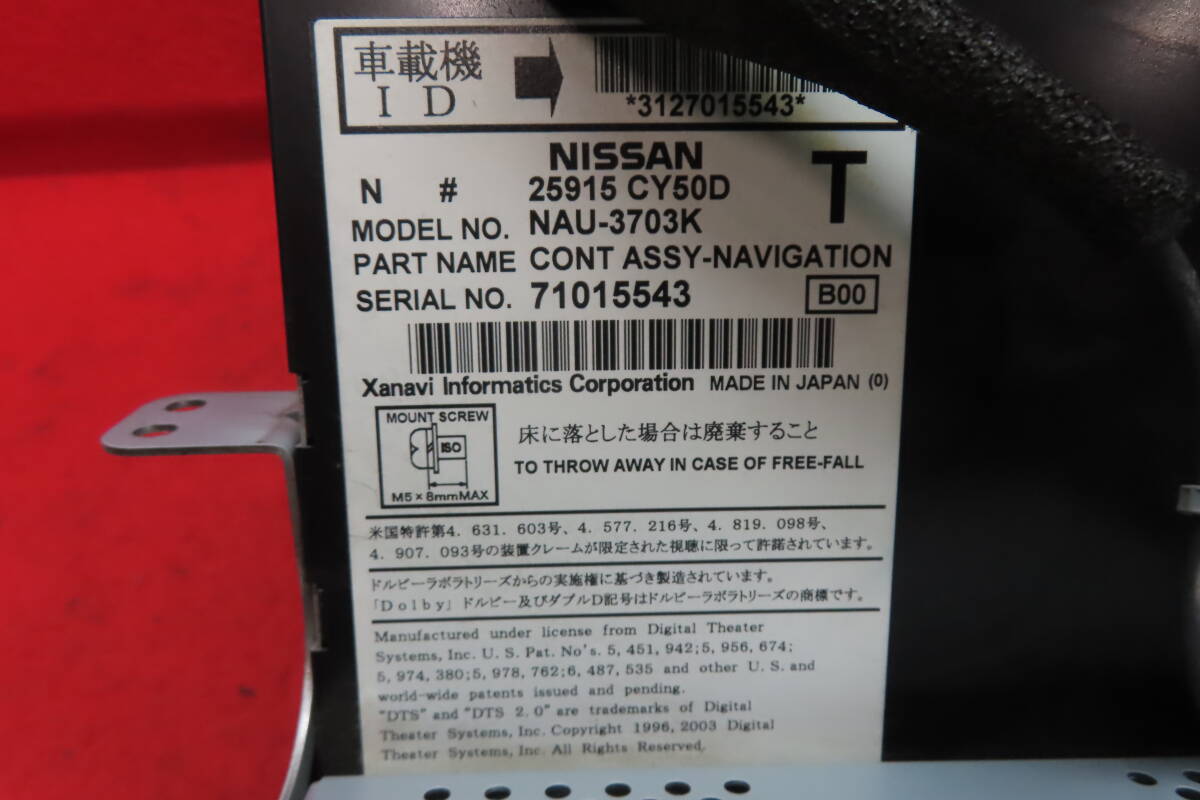 車載機
ID
*3127015543*
NISSAN
T
N # 25915 CY50D
MODEL NO. NAU-3703K
PART NAME CONT ASSY-NAVIGATION
SERIAL NO. 71015543
B00
Xanavi Informatics Corporation MADE IN JAPAN (0)
MOUNT SCREW
ISO
M5×8mmMAX
床に落とした場合は廃棄すること
TO THROW AWAY IN CASE OF FREE-FALL
米国特許第4. 631. 603号、4. 577. 216号、4. 819. 098号、
4. 907. 093号の装置クレームが限定された視聴に限って許諾されています。
ドルビーラボラトリーズからの実施権に基づき製造されています。
「Dolby」ドルビー及びダブルD記号はドルビーラボラトリーズの商標です。
Manufactured under license from Digital Theater
Systems, Inc. U. S. Pat. No's. 5, 451, 942;5, 956, 674;
5, 974, 380;5, 978, 762;6, 487, 535 and other U. S. and
world-wide patents issued and pending.
"DTS" and "DTS 2. 0" are trademarks of Digital
Theater Systems, Inc. Copyright 1996, 2003 Digital
Theater Systems, Inc. All Rights Reserved.